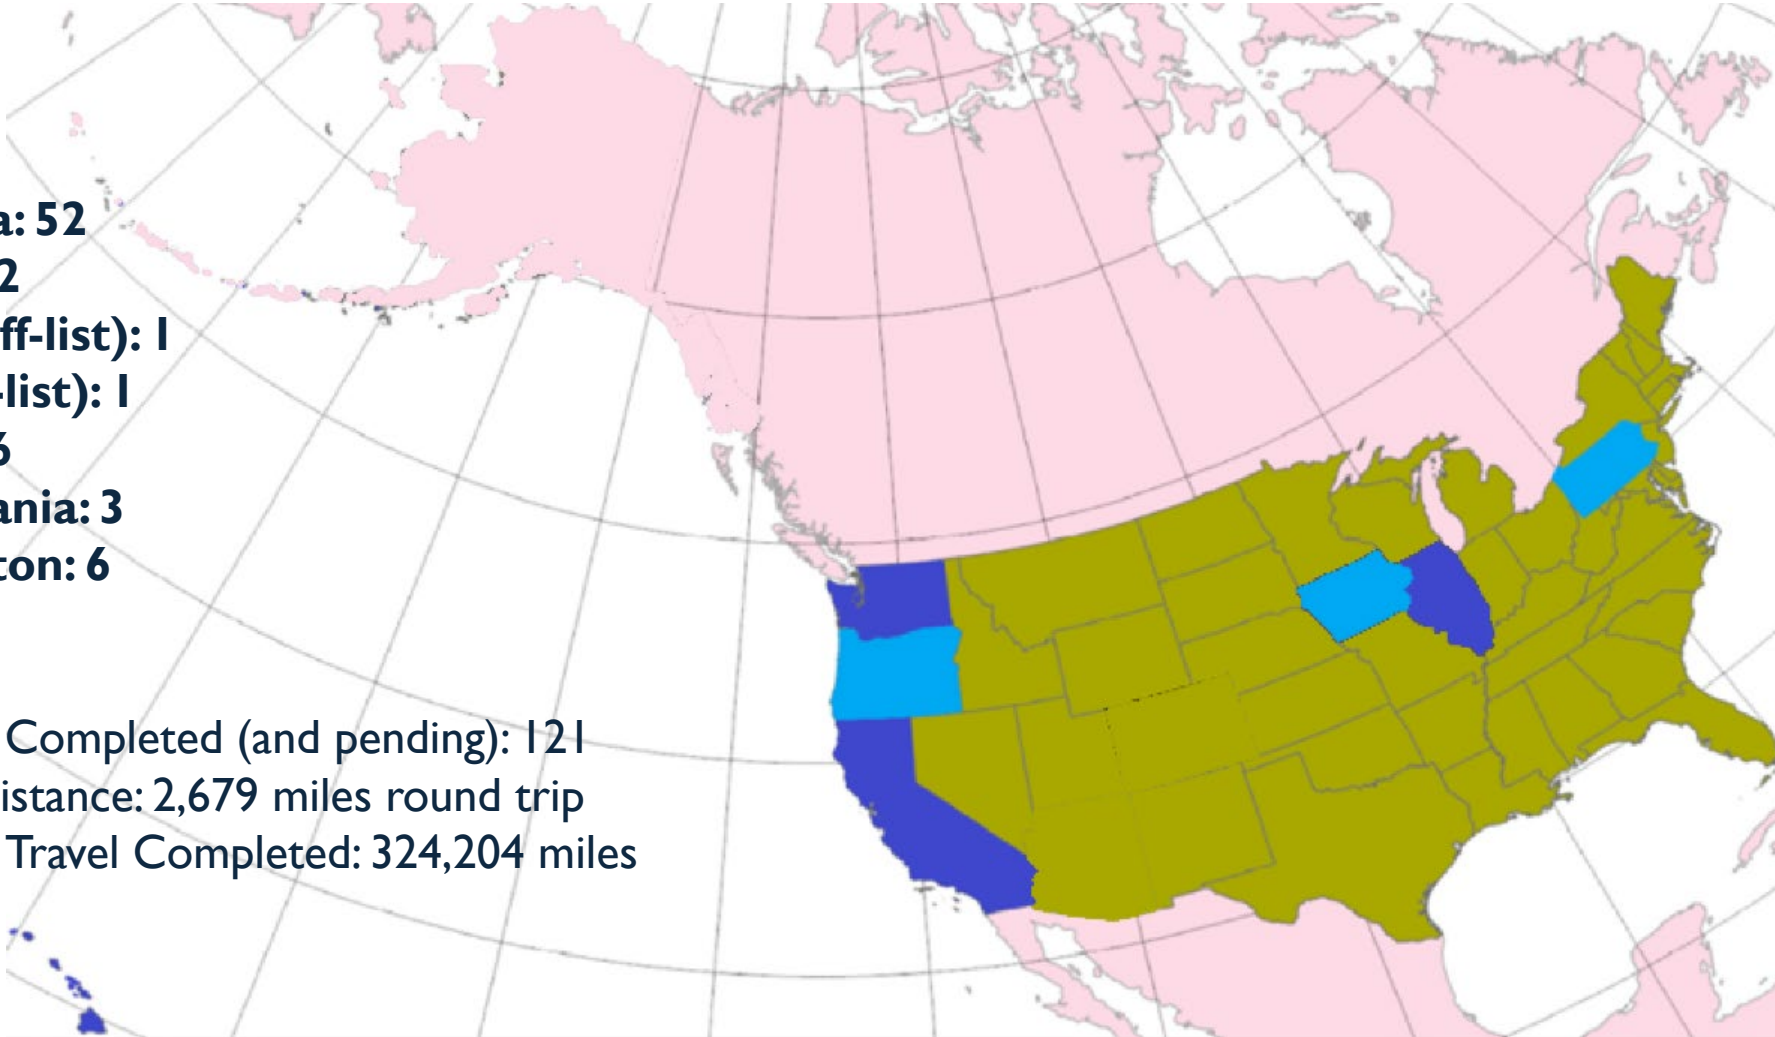 a: 52
2
ff-list): 1
-list): 1
6
ania: 3
ton: 6
Completed (and pending): 121
istance: 2,679 miles round trip
Travel Completed: 324,204 miles